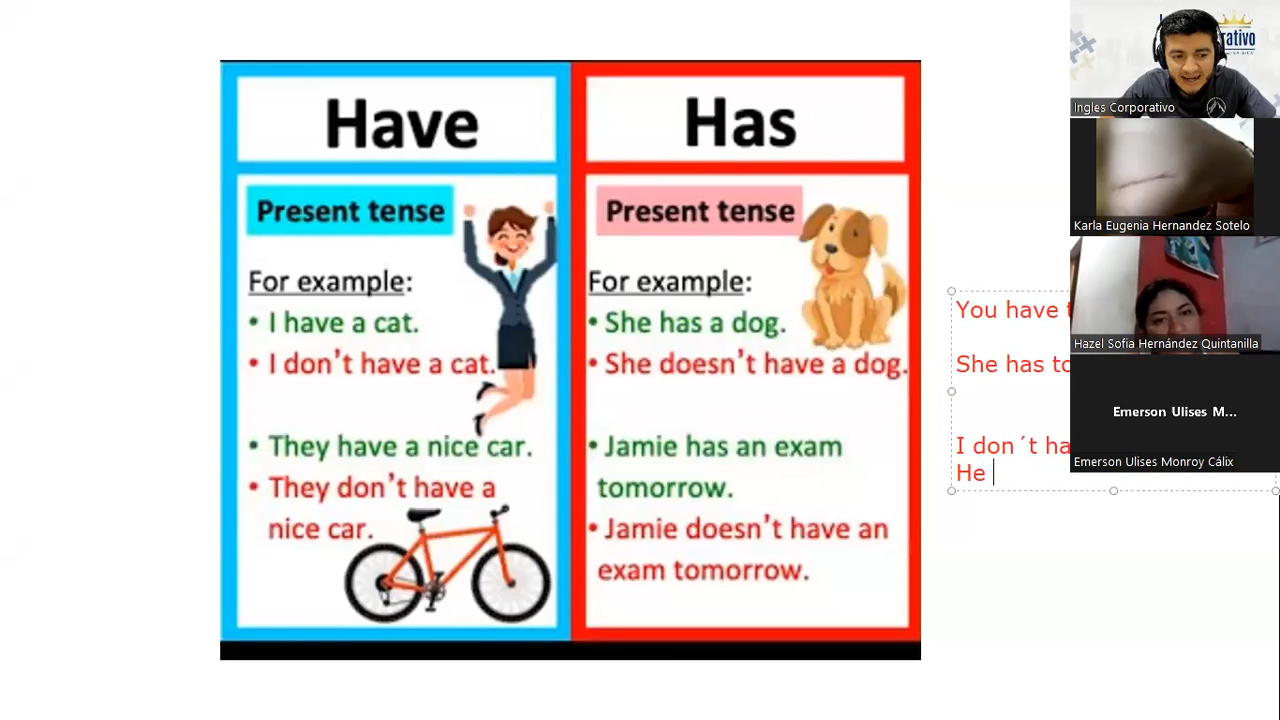 Have
Has
Present tense
Present tense
For example:
• I have a cat.
• I don't have a cat.
• They have a nice car.
• They don't have a
nice car.
For example:
• She has a dog.
• She doesn't have a dog.
• Jamie has an exam
tomorrow.
• Jamie doesn't have an
exam tomorrow.
You have t
She has to
I don´t ha
He
rativo
Ingles Corporativo
Karla Eugenia Hernandez Sotelo
Hazel Sofia Hernández Quintanilla
Emerson Ulises M...
Emerson Ulises Monroy Cálix